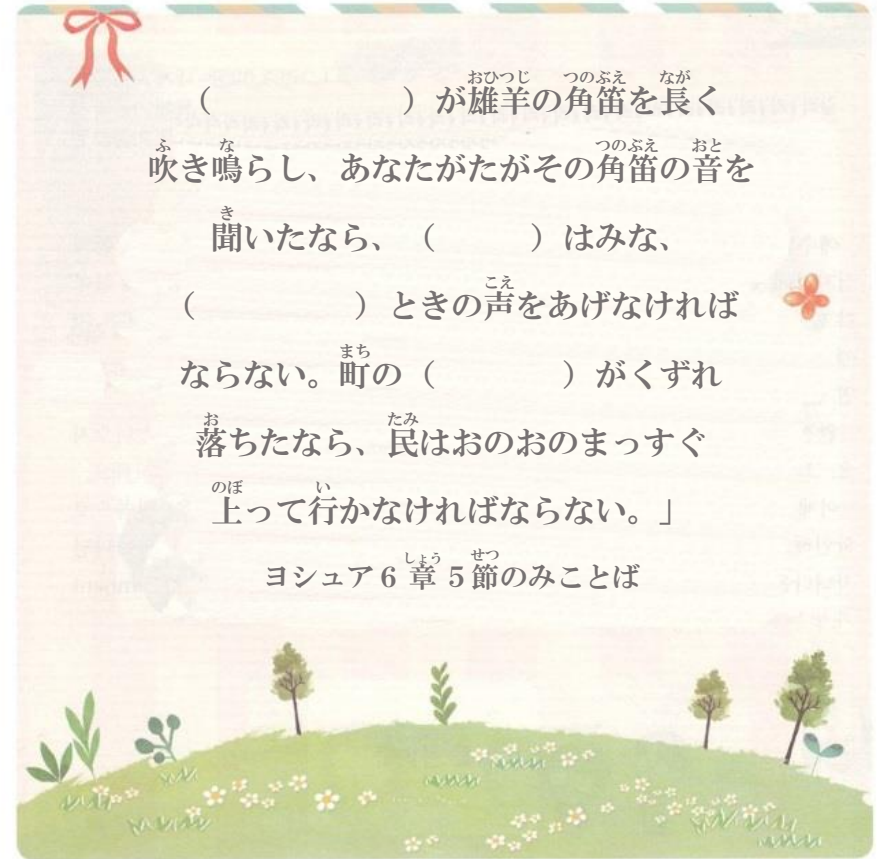 (　　　　　　)が雄羊の角笛を長く
吹き鳴らし、あなたがたがその角笛の音を
聞いたなら、(　　　)はみな、
(　　　　　)ときの声をあげなければ
ならない。町の(　　　　)がくずれ
落ちたなら、民はおのおのまっすぐ
上って行かなければならない。」
ヨシュア6章5節のみことば